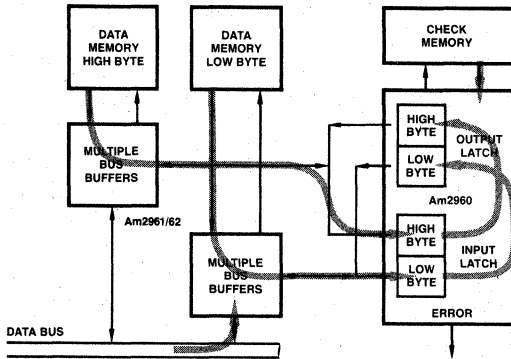 DATA
MEMORY
HIGH BYTE
DATA
MEMORY
LOW BYTE
CHECK
MEMORY
MULTIPLE
BUS
BUFFERS
Am2961/62
HIGH
BYTE
LOW
BYTE
OUTPUT
LATCH
Am2960
HIGH
BYTE
LOW
BYTE
INPUT
LATCH
MULTIPLE
BUS
BUFFERS
ERROR
DATA BUS